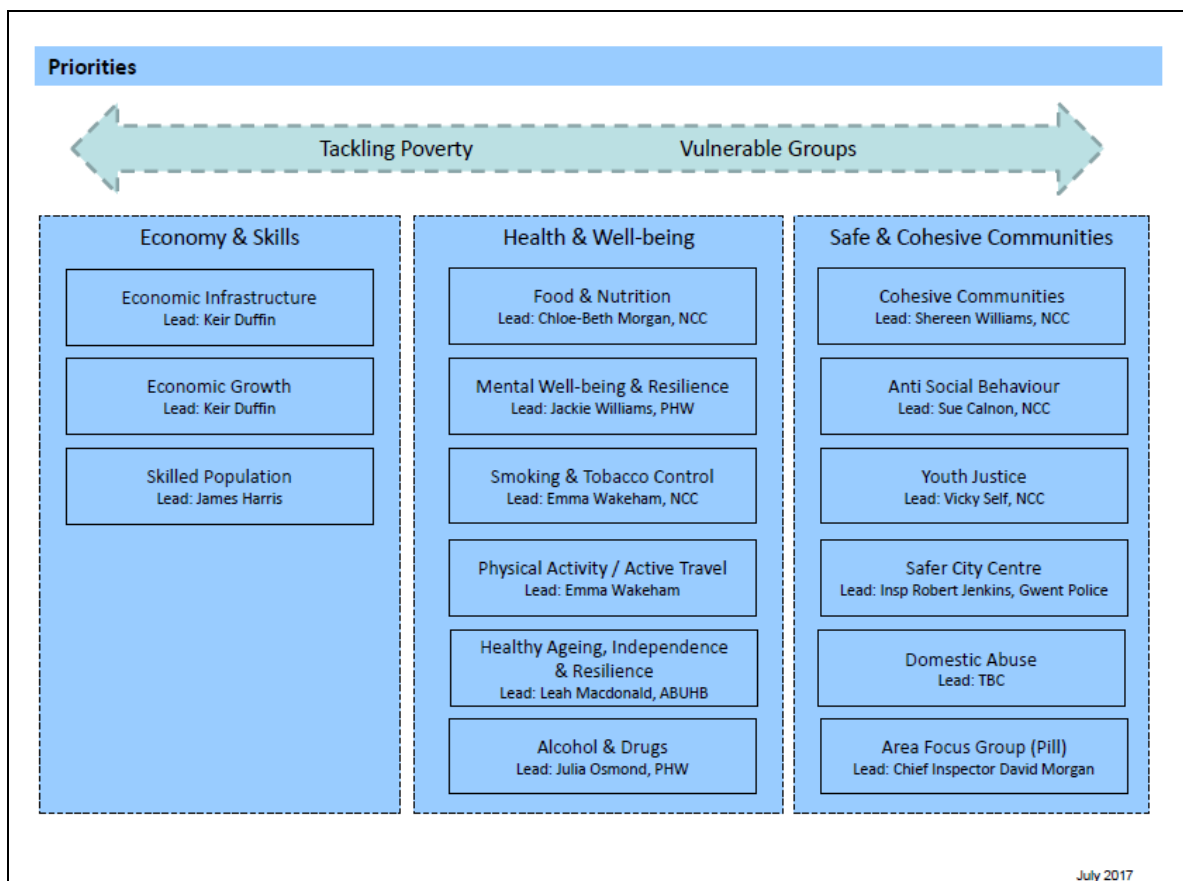 Priorities
Tackling Poverty
Vulnerable Groups
Economy & Skills
Economic Infrastructure
Lead: Keir Duffin
Economic Growth
Lead: Keir Duffin
Skilled Population
Lead: James Harris
Health & Well-being
Food & Nutrition
Lead: Chloe-Beth Morgan, NCC
Mental Well-being & Resilience
Lead: Jackie Williams, PHW
Smoking & Tobacco Control
Lead: Emma Wakeham, NCC
Physical Activity / Active Travel
Lead: Emma Wakeham
Healthy Ageing, Independence
& Resilience
Lead: Leah Macdonald, ABUHB
Alcohol & Drugs
Lead: Julia Osmond, PHW
Safe & Cohesive Communities
Cohesive Communities
Lead: Shereen Williams, NCC
Anti Social Behaviour
Lead: Sue Calnon, NCC
Youth Justice
Lead: Vicky Self, NCC
Safer City Centre
Lead: Insp Robert Jenkins, Gwent Police
Domestic Abuse
Lead: TBC
Area Focus Group (Pill)
Lead: Chief Inspector David Morgan
July 2017